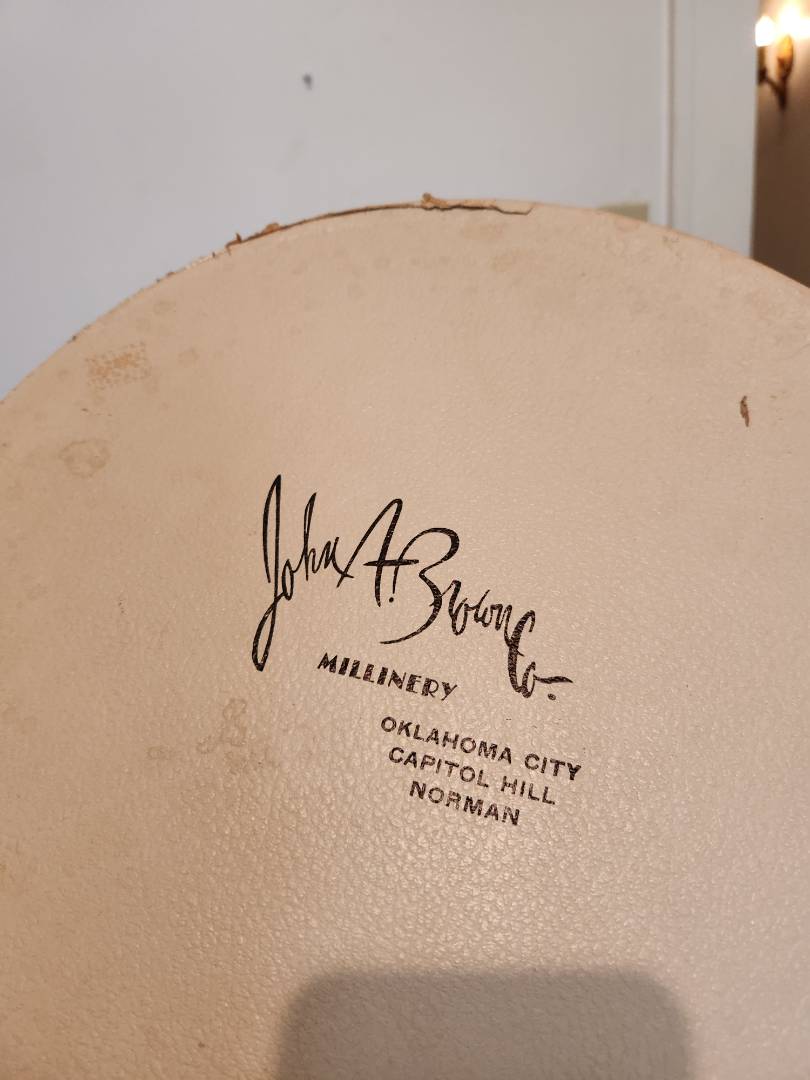 John A. Brown Co.
MILLINERY
OKLAHOMA CITY
CAPITOL HILL
NORMAN